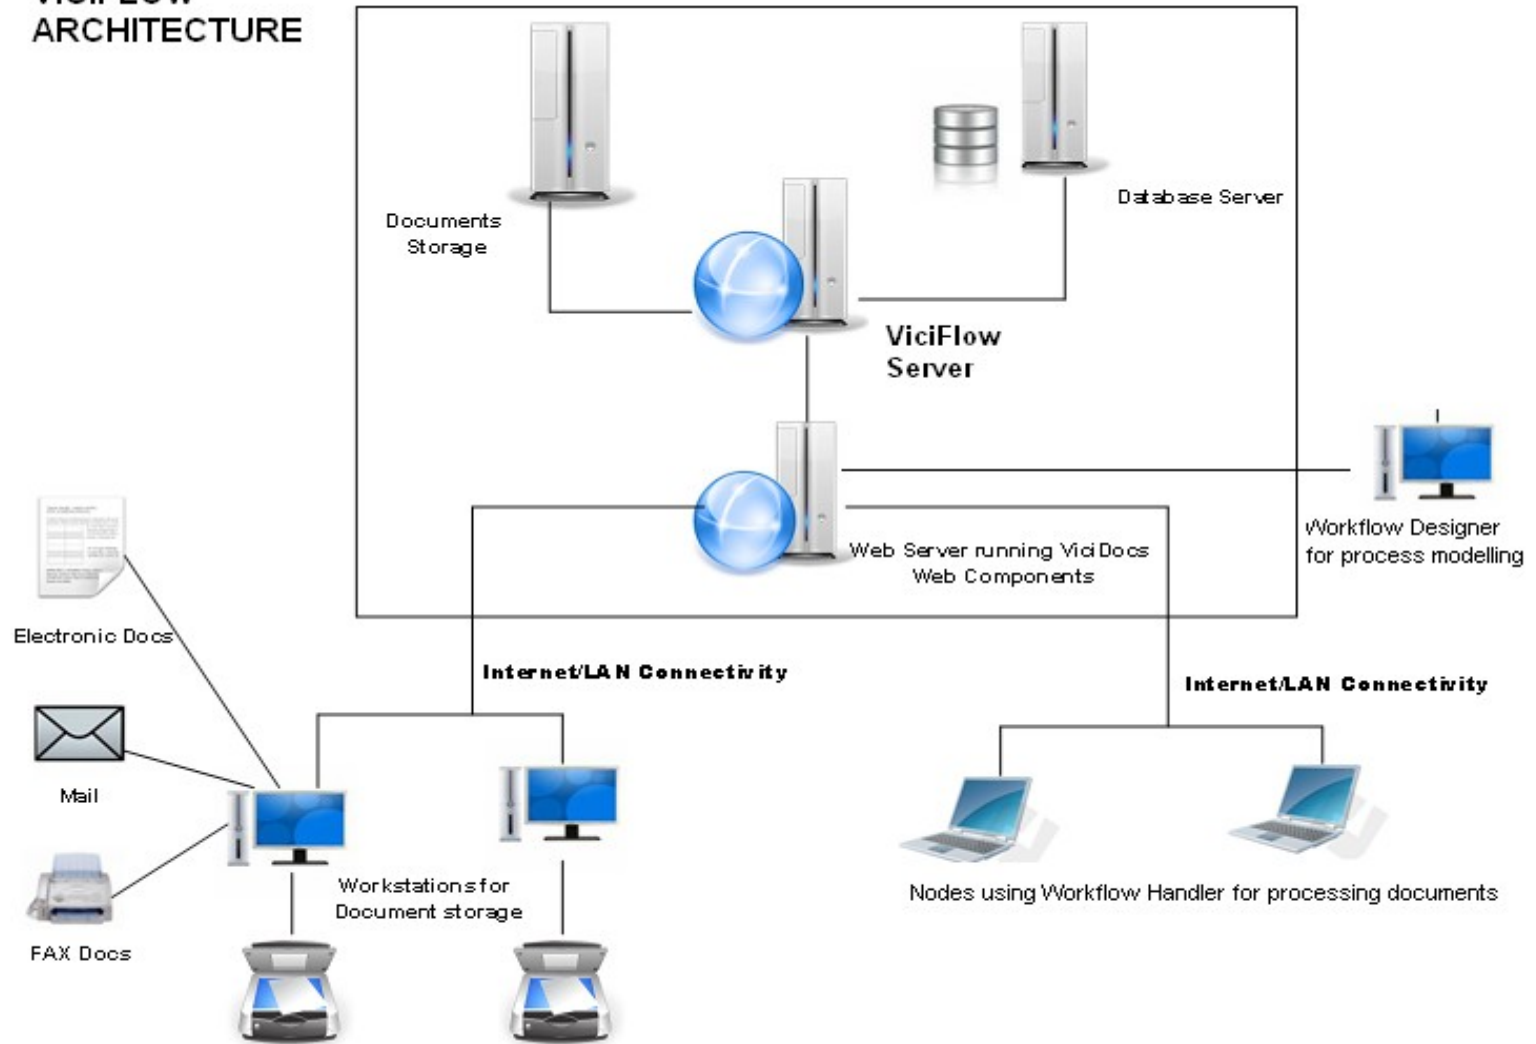 VICIFLOW
ARCHITECTURE
Documents
Storage
Database Server
ViciFlow
Server
Web Server running ViciDocs
Web Components
Workflow Designer
for process modelling
Electronic Docs
Internet/LAN Connectivity
Internet/LAN Connectivity
Mail
Workstations for
Document storage
Nodes using Workflow Handler for processing documents
FAX Docs